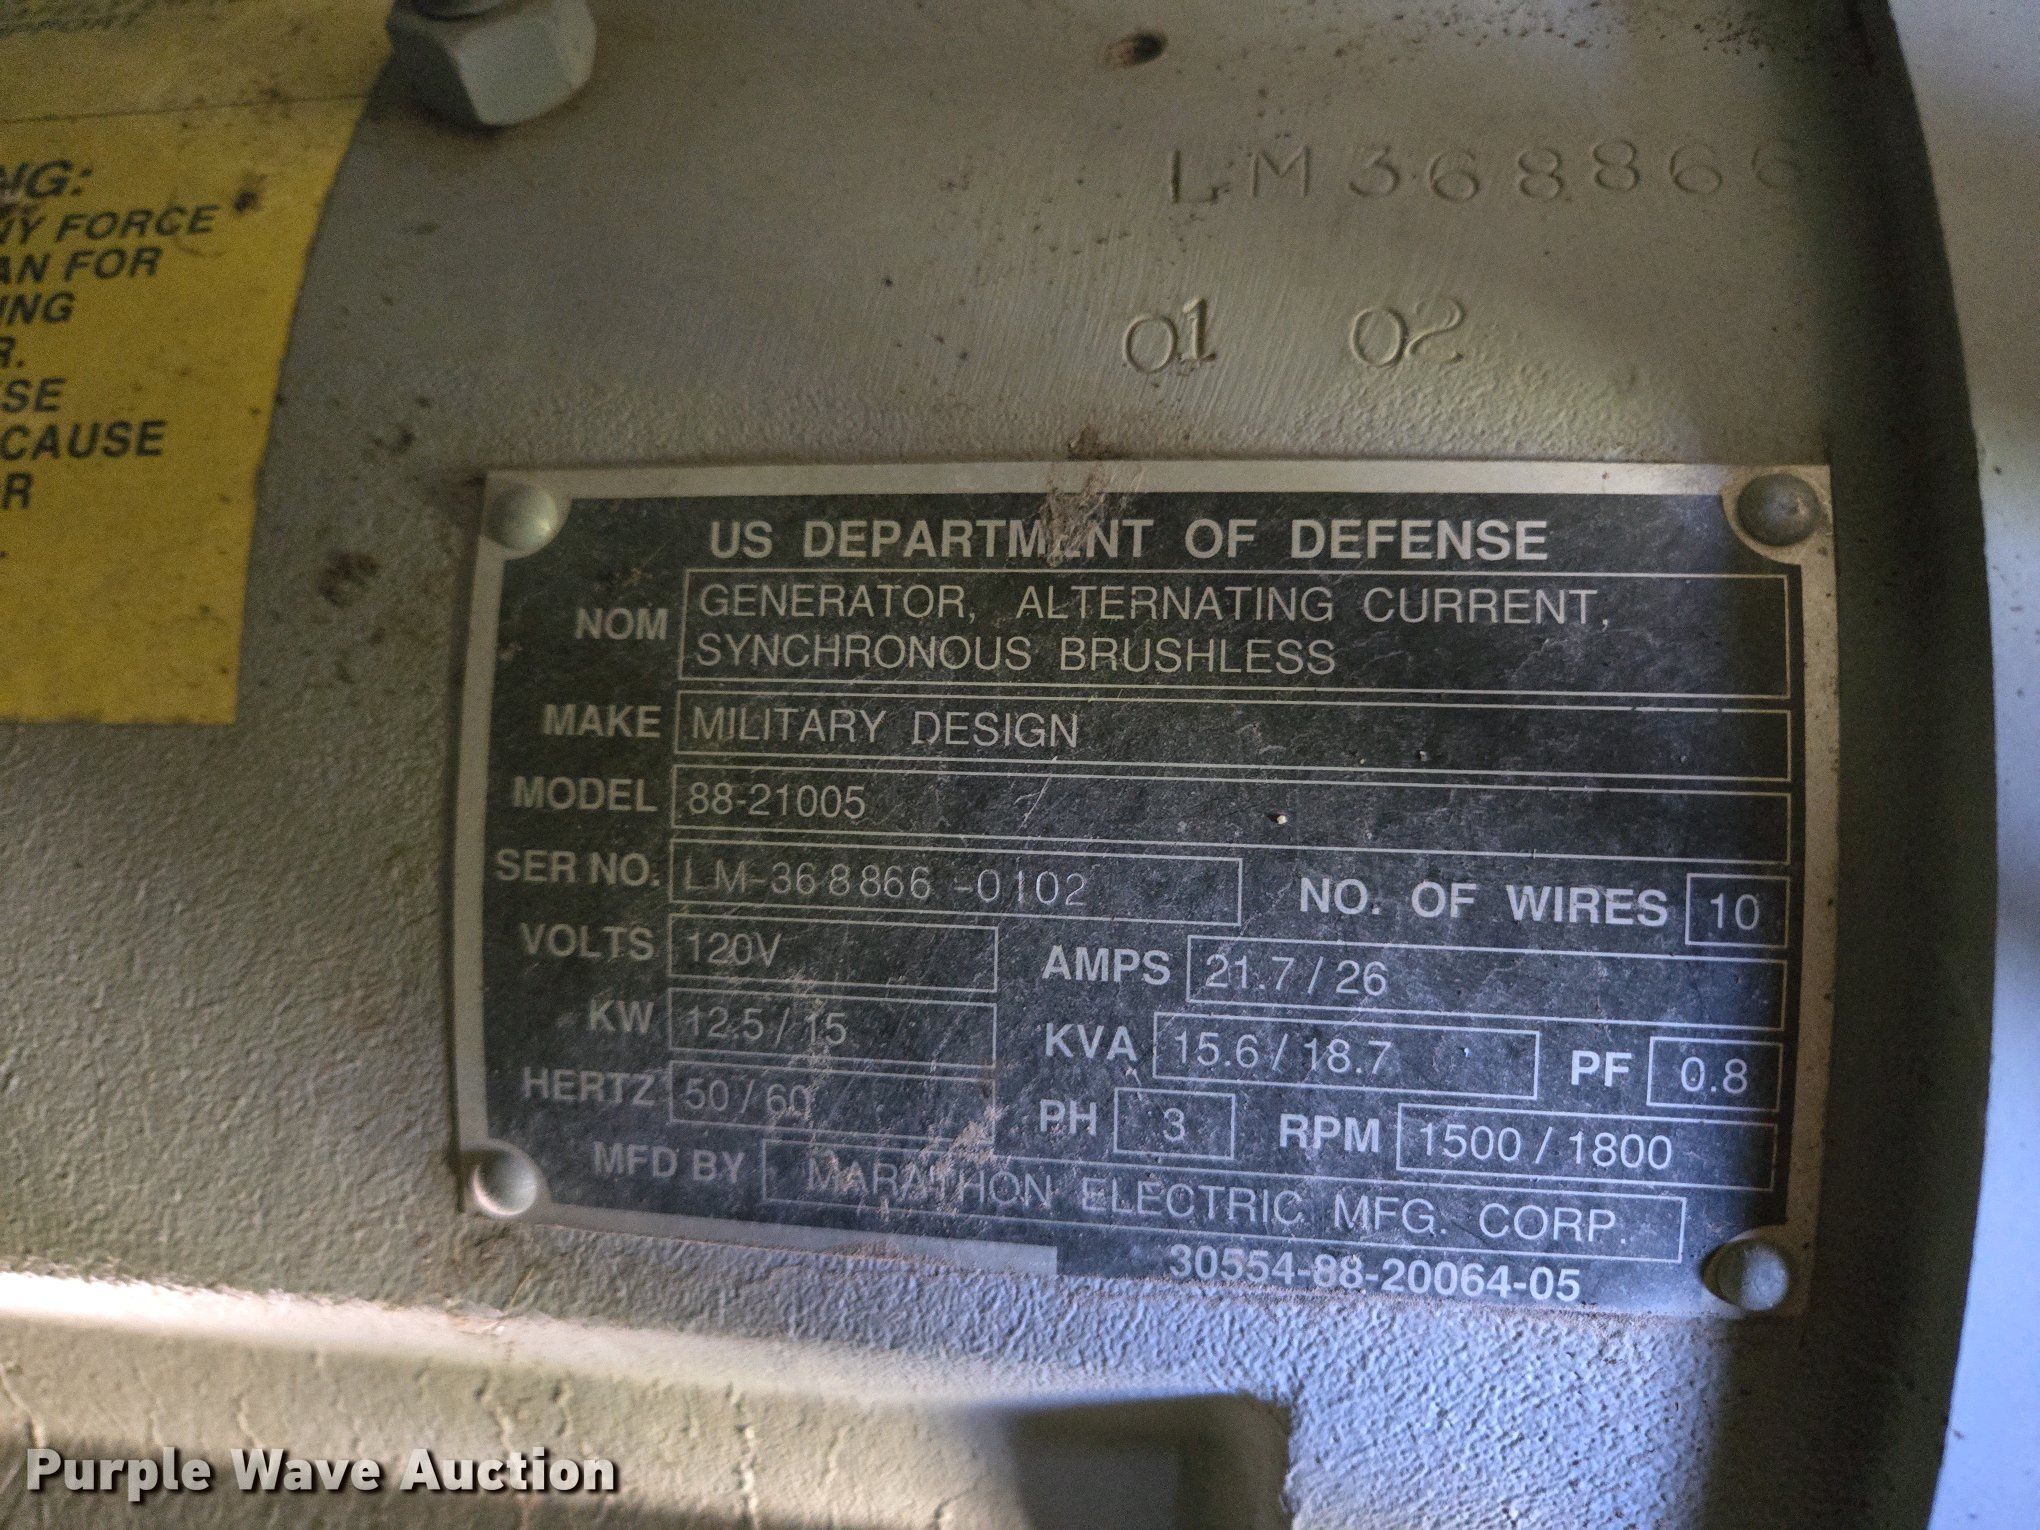 NG:
NY FORCE
AN FOR
ING
R.
SE
CAUSE
R
LM368866
01 02
US DEPARTMENT OF DEFENSE
NOM GENERATOR, ALTERNATING CURRENT,
SYNCHRONOUS BRUSHLESS
MAKE MILITARY DESIGN
MODEL 88-21005
SER NO. LM-368866-0102 NO. OF WIRES 10
VOLTS 120V AMPS 21.7/26
KW 12.5/15 KVA 15.6/18.7 PF 0.8
HERTZ 50/60 PH 3 RPM 1500/1800
MFD BY MARATHON ELECTRIC MFG. CORP.
30554-88-20064-05
Purple Wave Auction